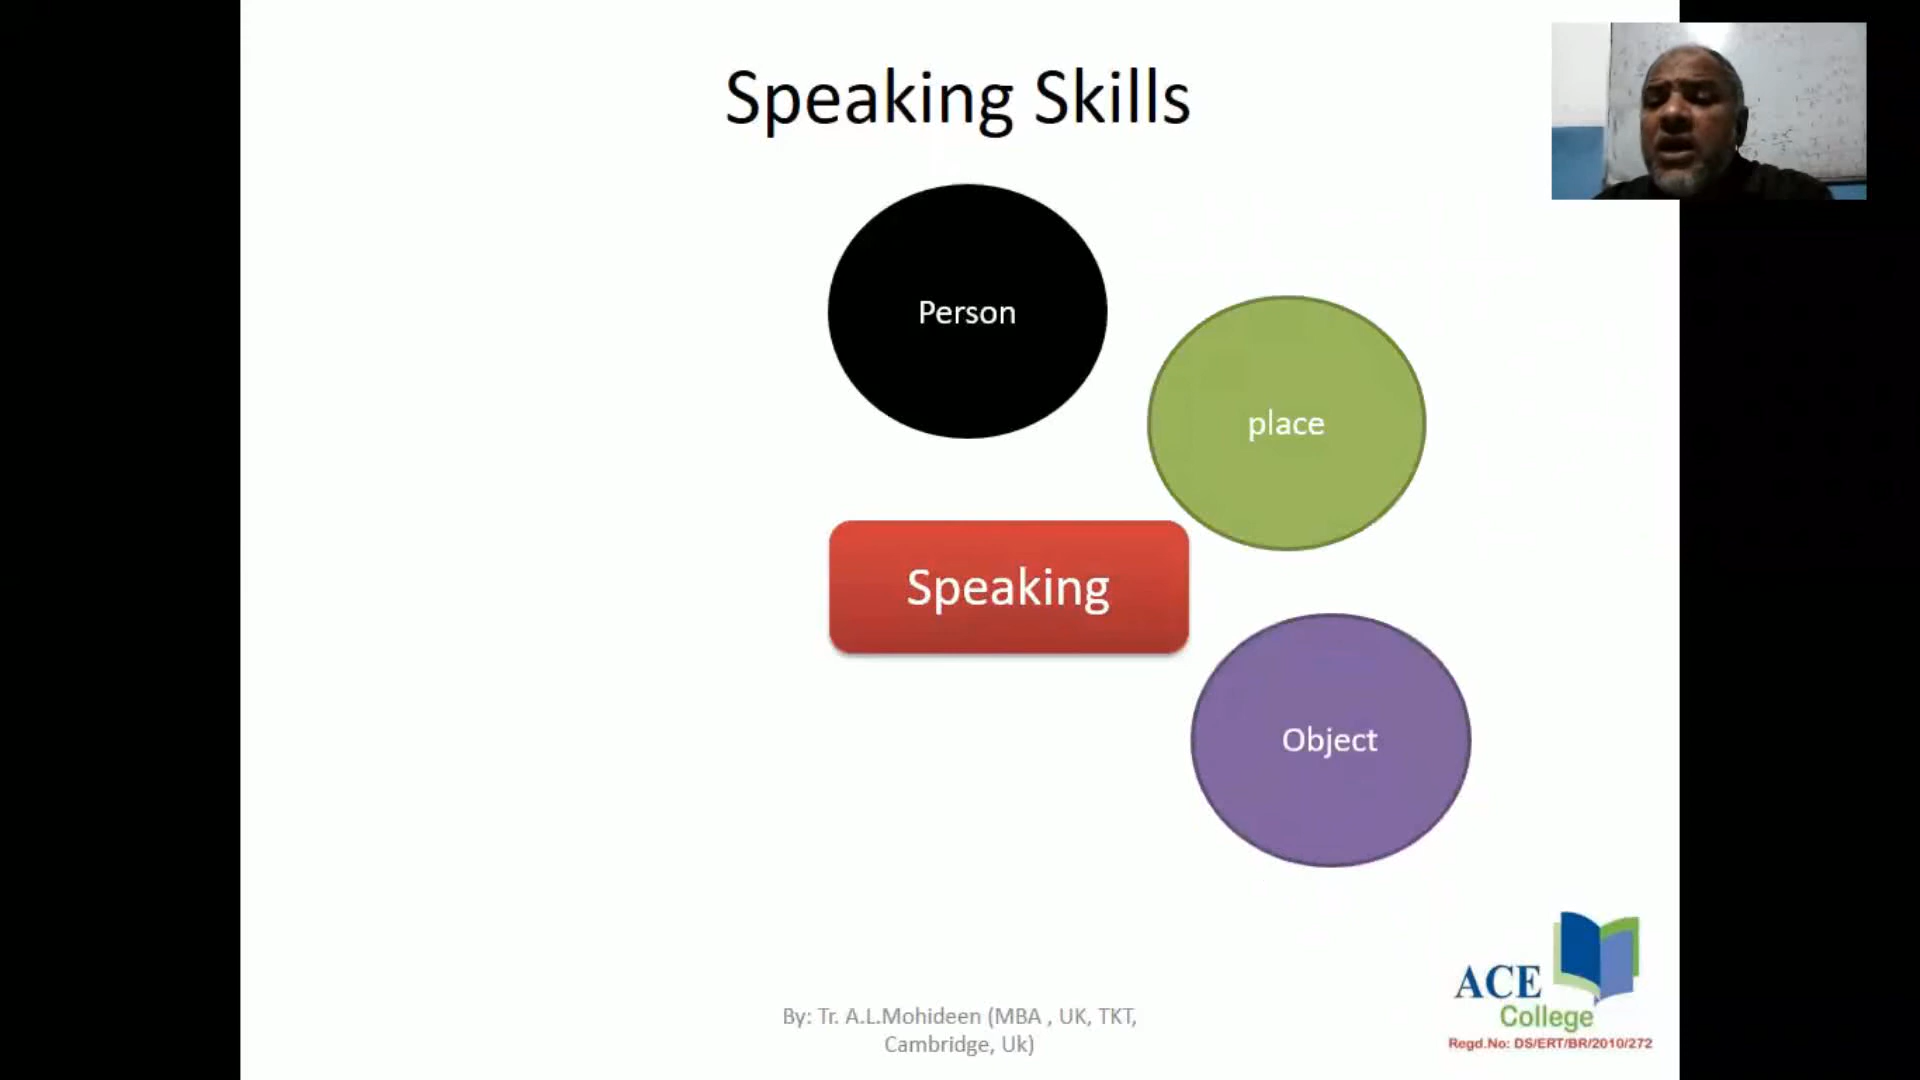 Speaking Skills
Person
place
Speaking
Object
By: Tr. A.L.Mohideen (MBA , UK, TKT,
Cambridge, Uk)
ACE
College
Regd.No: DS/ERT/BR/2010/272